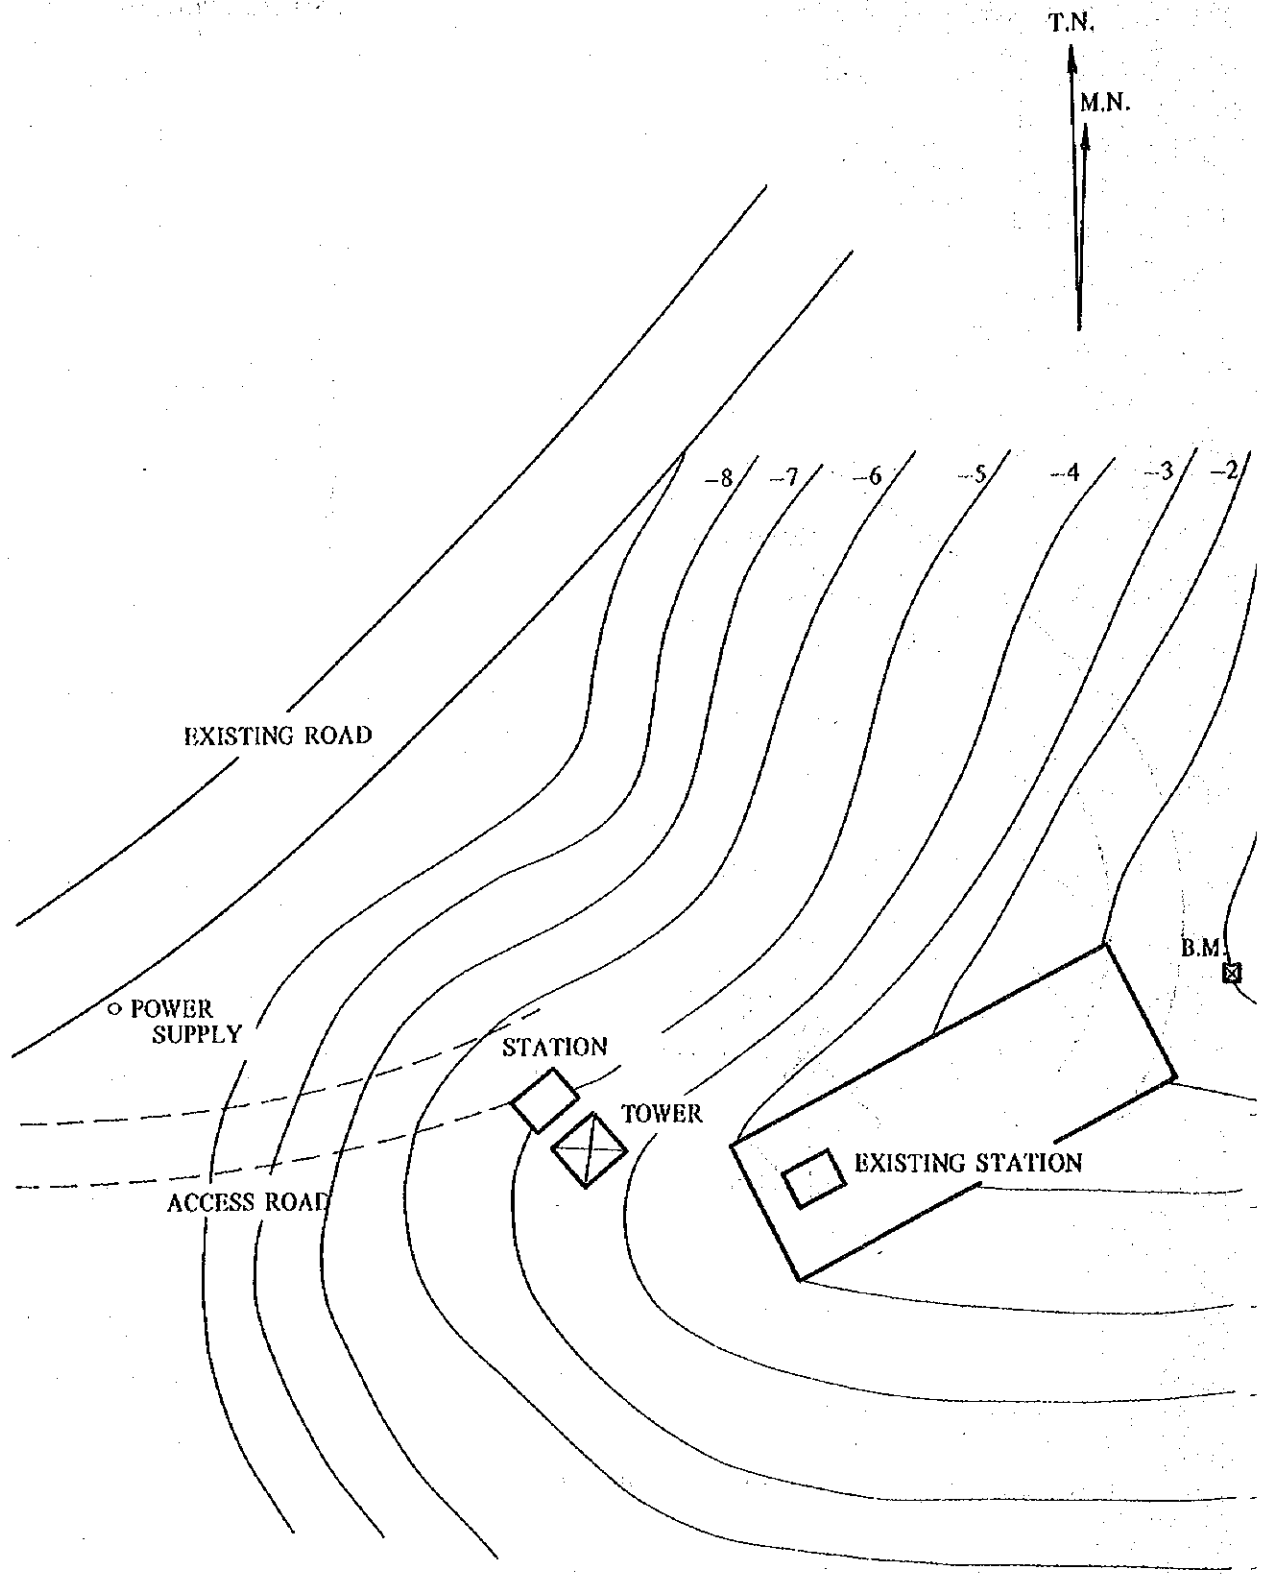 T.N.
M.N.
–8
–7
–6
–5
–4
–3
–2
EXISTING ROAD
B.M.
POWER
SUPPLY
STATION
TOWER
EXISTING STATION
ACCESS ROAD